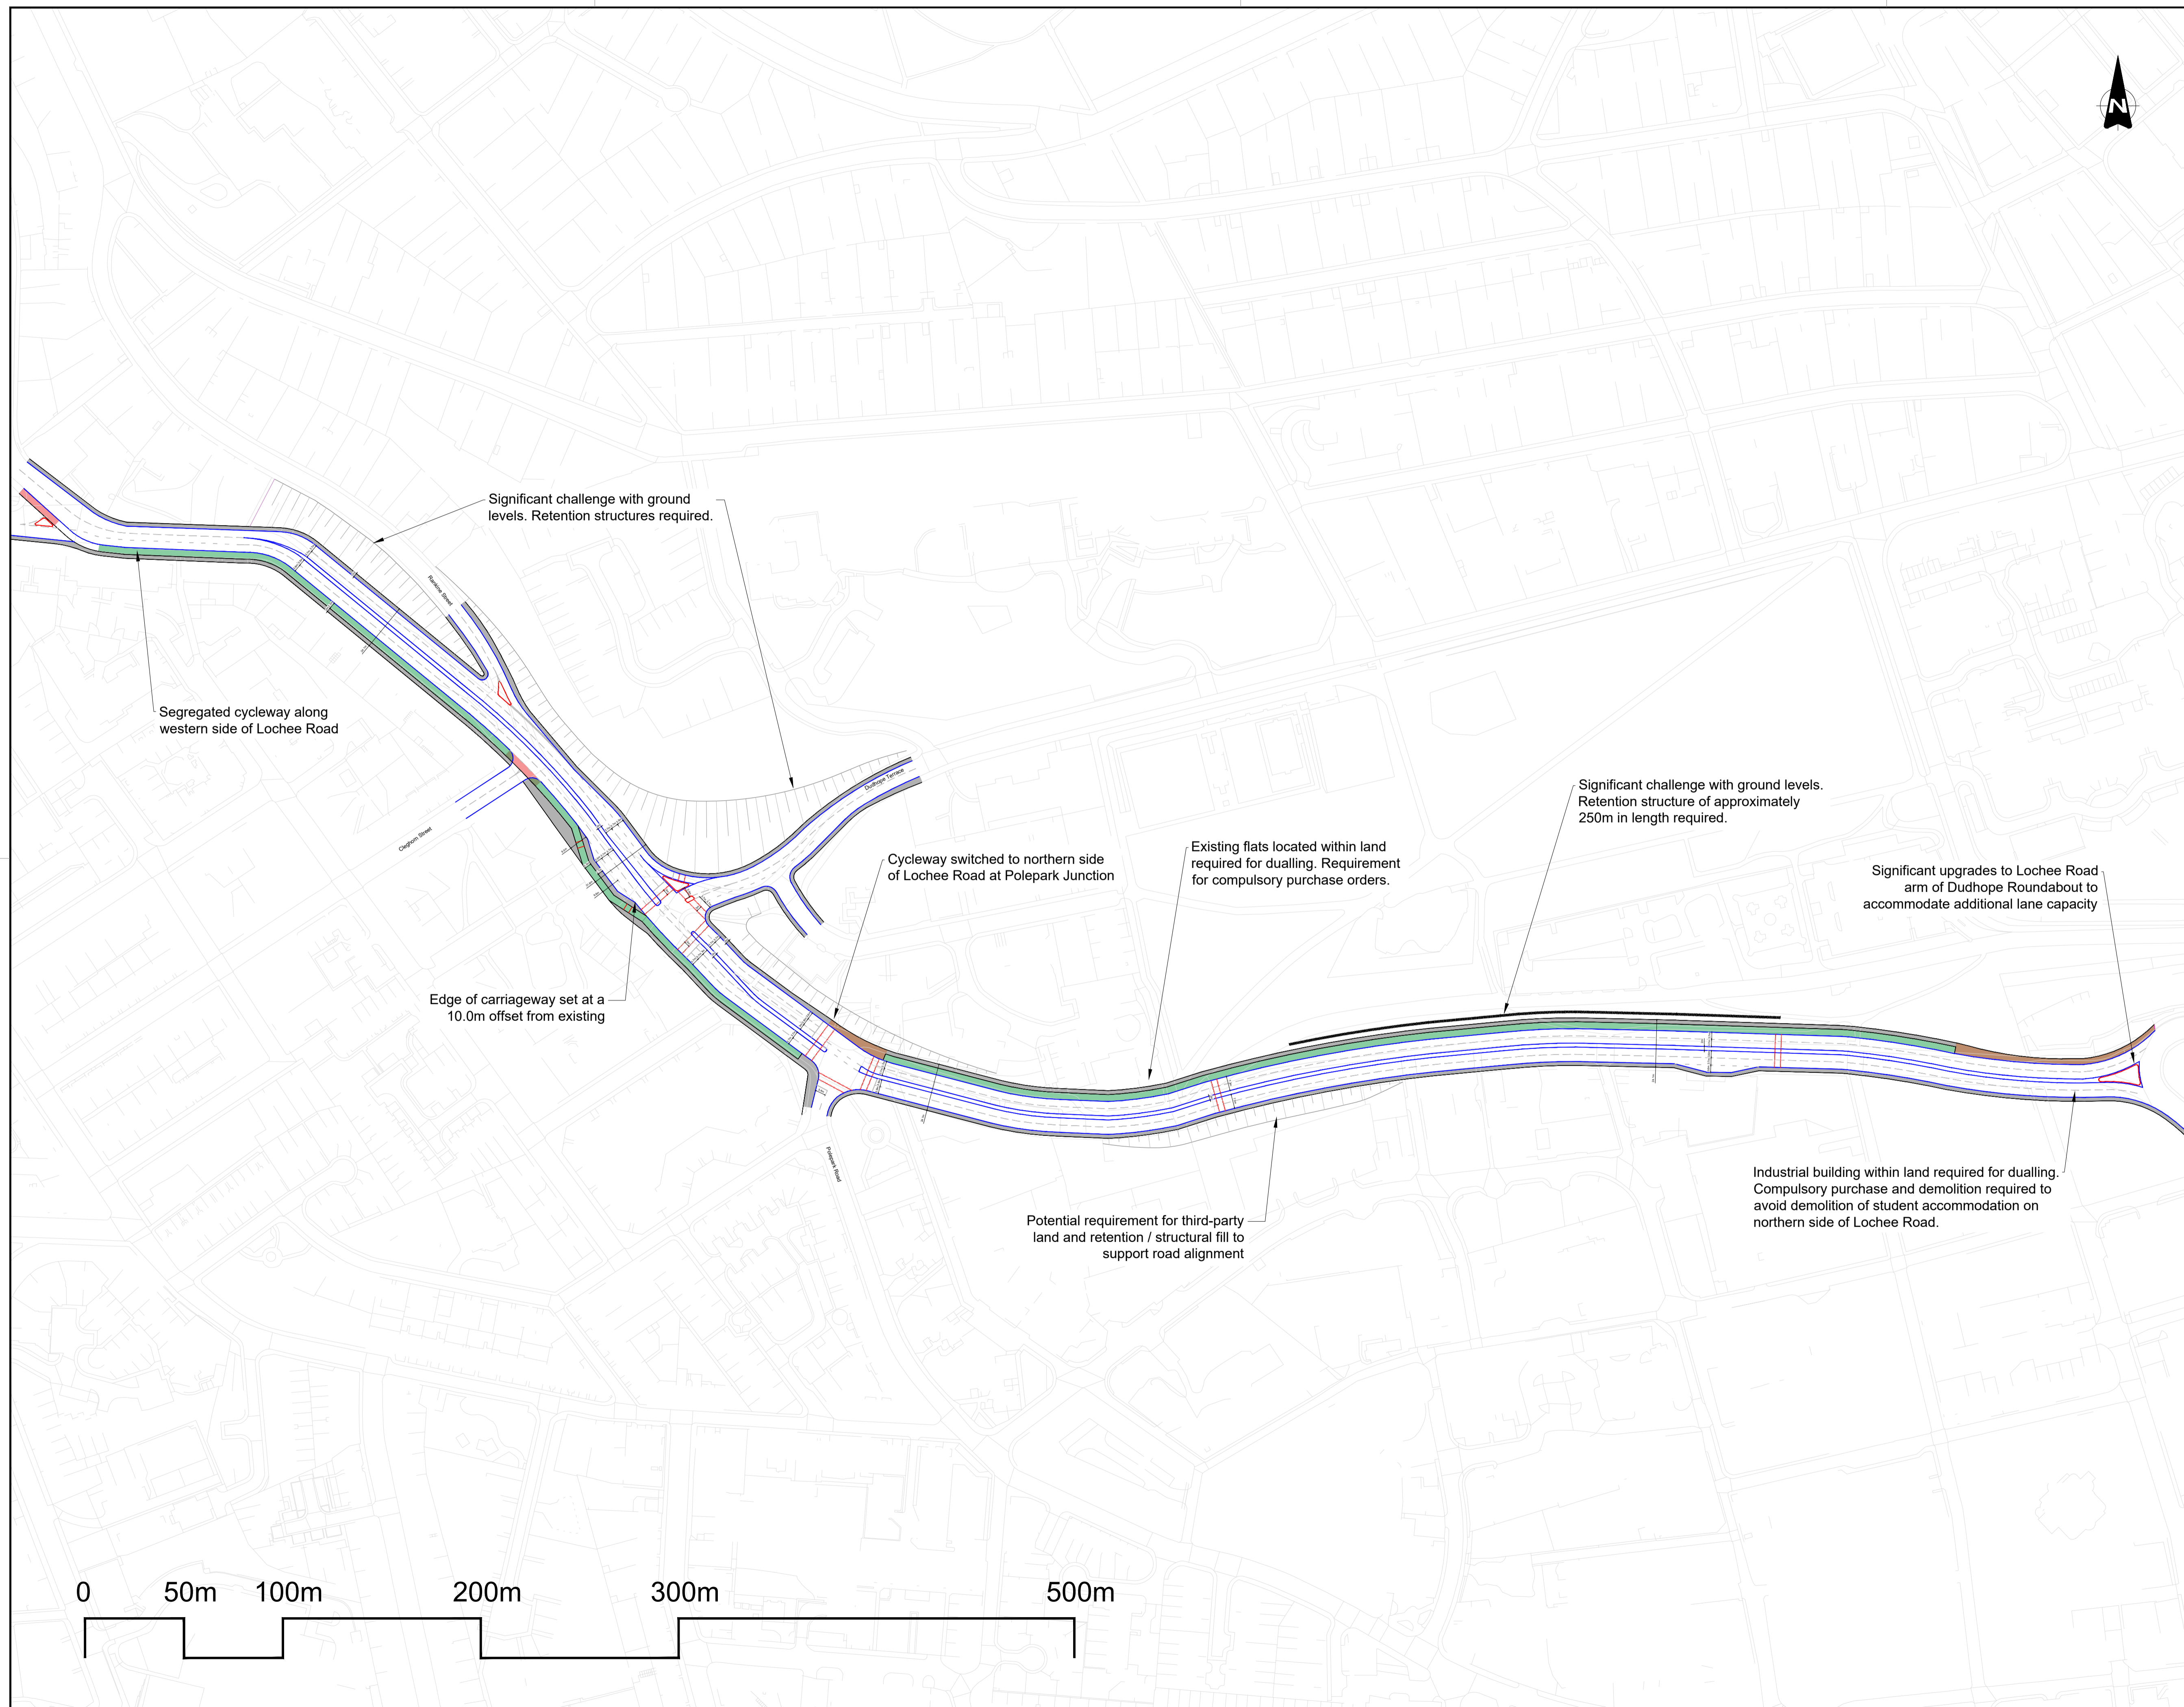 N
Significant challenge with ground
levels. Retention structures required.
Rankine Street
Segregated cycleway along
western side of Lochee Road
Dudhope Terrace
Cleghorn Street
Significant challenge with ground levels.
Retention structure of approximately
250m in length required.
Existing flats located within land
required for dualling. Requirement
for compulsory purchase orders.
Cycleway switched to northern side
of Lochee Road at Polepark Junction
Significant upgrades to Lochee Road
arm of Dudhope Roundabout to
accommodate additional lane capacity
Edge of carriageway set at a
10.0m offset from existing
Polepark Road
Industrial building within land required for dualling.
Compulsory purchase and demolition required to
avoid demolition of student accommodation on
northern side of Lochee Road.
Potential requirement for third-party
land and retention / structural fill to
support road alignment
0 50m 100m 200m 300m 500m